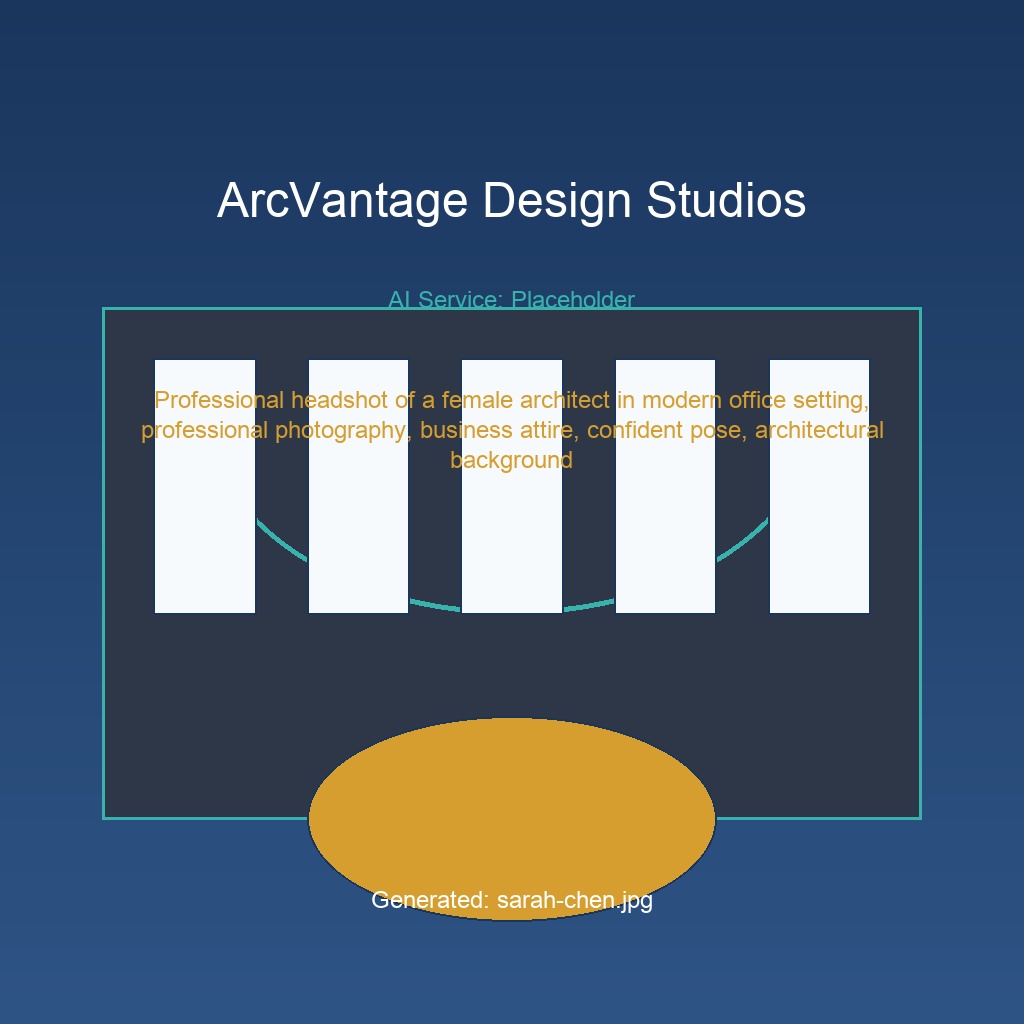 ArcVantage Design Studios
AI Service: Placeholder
Professional headshot of a female architect in modern office setting,
professional photography, business attire, confident pose, architectural
background
Generated: sarah-chen.jpg